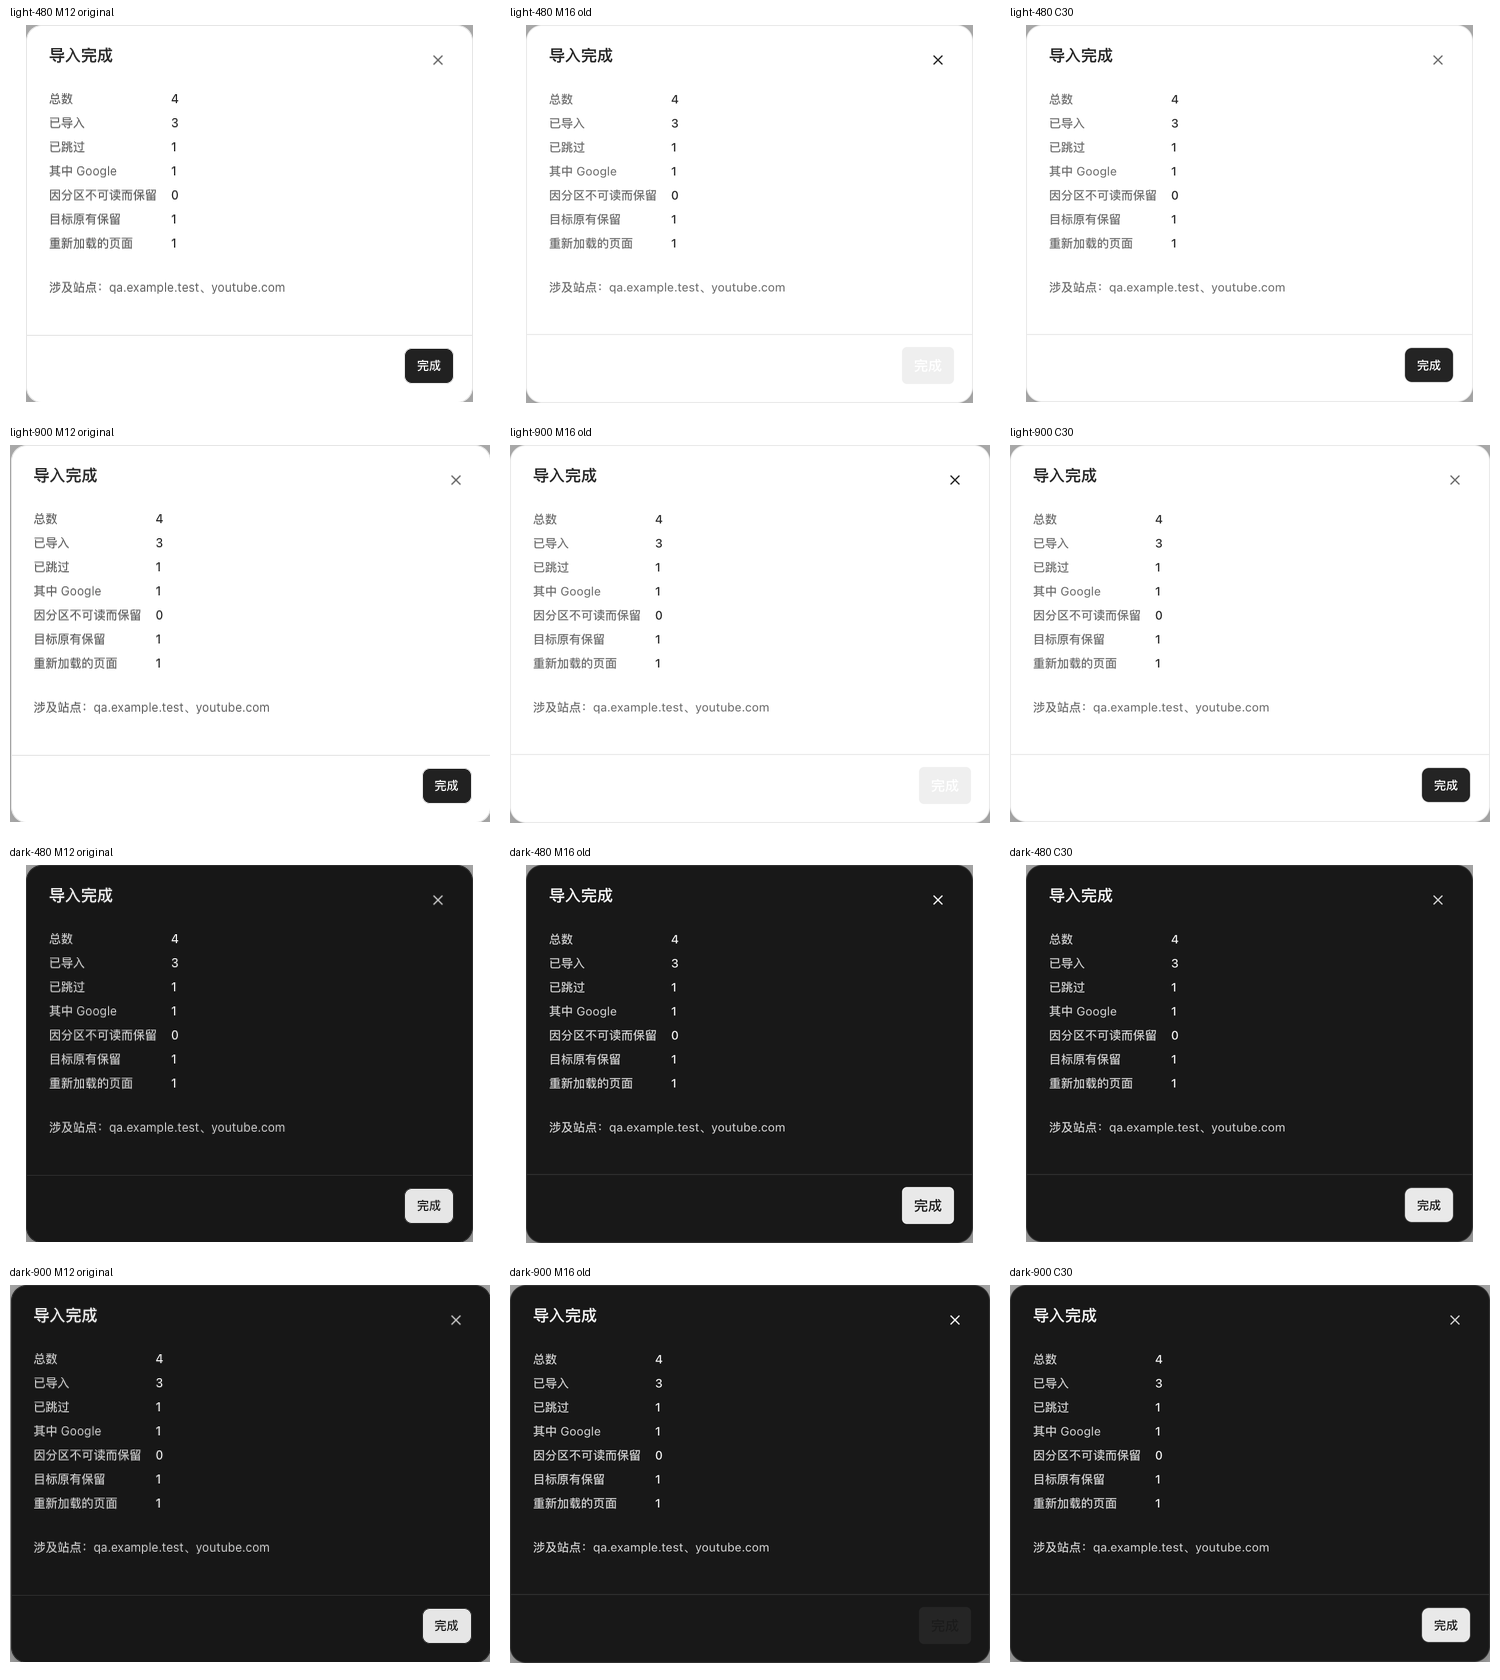 light-480 M12 original
导入完成
总数 4
已导入 3
已跳过 1
其中 Google 1
因分区不可读而保留 0
目标原有保留 1
重新加载的页面 1
涉及站点：qa.example.test、youtube.com
完成
light-480 M16 old
导入完成
总数 4
已导入 3
已跳过 1
其中 Google 1
因分区不可读而保留 0
目标原有保留 1
重新加载的页面 1
涉及站点：qa.example.test、youtube.com
完成
light-480 C30
导入完成
总数 4
已导入 3
已跳过 1
其中 Google 1
因分区不可读而保留 0
目标原有保留 1
重新加载的页面 1
涉及站点：qa.example.test、youtube.com
完成
light-900 M12 original
导入完成
总数 4
已导入 3
已跳过 1
其中 Google 1
因分区不可读而保留 0
目标原有保留 1
重新加载的页面 1
涉及站点：qa.example.test、youtube.com
完成
light-900 M16 old
导入完成
总数 4
已导入 3
已跳过 1
其中 Google 1
因分区不可读而保留 0
目标原有保留 1
重新加载的页面 1
涉及站点：qa.example.test、youtube.com
完成
light-900 C30
导入完成
总数 4
已导入 3
已跳过 1
其中 Google 1
因分区不可读而保留 0
目标原有保留 1
重新加载的页面 1
涉及站点：qa.example.test、youtube.com
完成
dark-480 M12 original
导入完成
总数 4
已导入 3
已跳过 1
其中 Google 1
因分区不可读而保留 0
目标原有保留 1
重新加载的页面 1
涉及站点：qa.example.test、youtube.com
完成
dark-480 M16 old
导入完成
总数 4
已导入 3
已跳过 1
其中 Google 1
因分区不可读而保留 0
目标原有保留 1
重新加载的页面 1
涉及站点：qa.example.test、youtube.com
完成
dark-480 C30
导入完成
总数 4
已导入 3
已跳过 1
其中 Google 1
因分区不可读而保留 0
目标原有保留 1
重新加载的页面 1
涉及站点：qa.example.test、youtube.com
完成
dark-900 M12 original
导入完成
总数 4
已导入 3
已跳过 1
其中 Google 1
因分区不可读而保留 0
目标原有保留 1
重新加载的页面 1
涉及站点：qa.example.test、youtube.com
完成
dark-900 M16 old
导入完成
总数 4
已导入 3
已跳过 1
其中 Google 1
因分区不可读而保留 0
目标原有保留 1
重新加载的页面 1
涉及站点：qa.example.test、youtube.com
完成
dark-900 C30
导入完成
总数 4
已导入 3
已跳过 1
其中 Google 1
因分区不可读而保留 0
目标原有保留 1
重新加载的页面 1
涉及站点：qa.example.test、youtube.com
完成